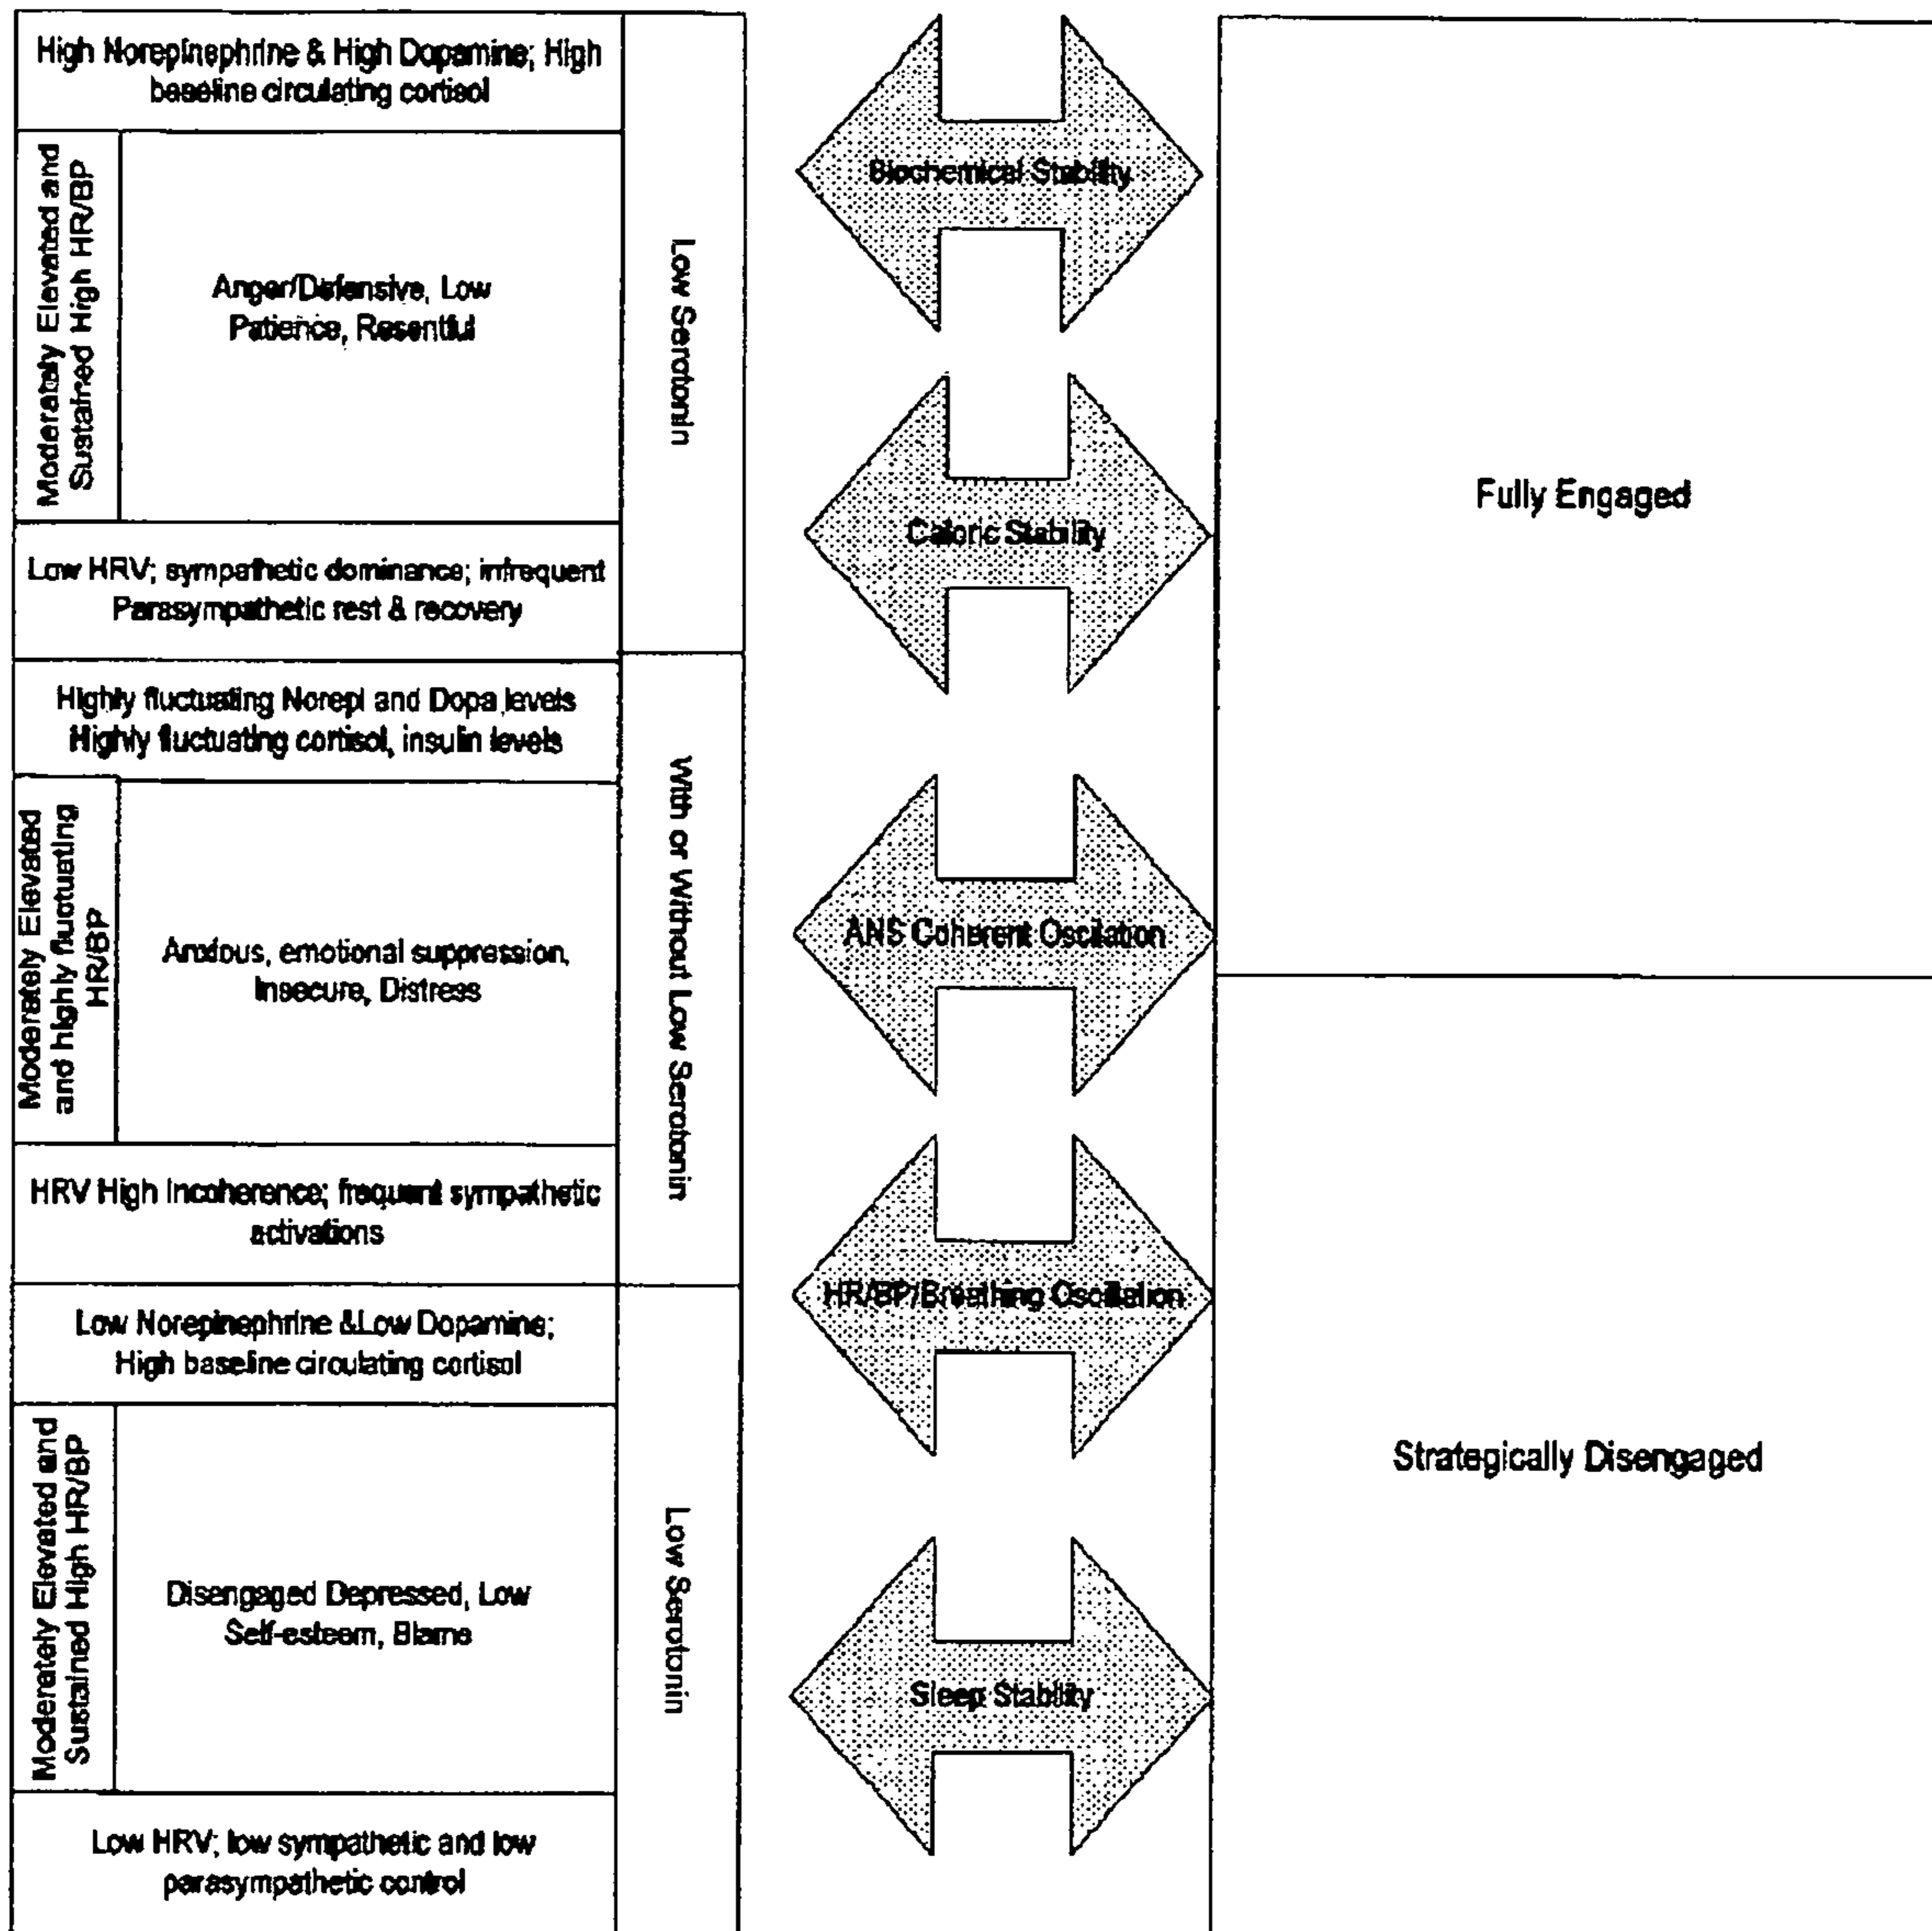 High Norepinephrine & High Dopamine; High
baseline circulating cortisol
Moderately Elevated and
Sustained High HR/BP
Anger/Defensive, Low
Patience, Resentful
Low HRV; sympathetic dominance; infrequent
Parasympathetic rest & recovery
Low Serotonin
Highly fluctuating Norepi and Dopa levels
Highly fluctuating cortisol, insulin levels
Moderately Elevated
and highly fluctuating
HR/BP
Anxious, emotional suppression,
Insecure, Distress
HRV High Incoherence; frequent sympathetic
activations
With or Without Low Serotonin
Low Norepinephrine &Low Dopamine;
High baseline circulating cortisol
Moderately Elevated and
Sustained High HR/BP
Disengaged Depressed, Low
Self-esteem, Blame
Low HRV; low sympathetic and low
parasympathetic control
Low Serotonin
Biochemical Stability
Caloric Stability
ANS Coherent Oscilation
HR/BP/Breathing Oscillation
Sleep Stability
Fully Engaged
Strategically Disengaged